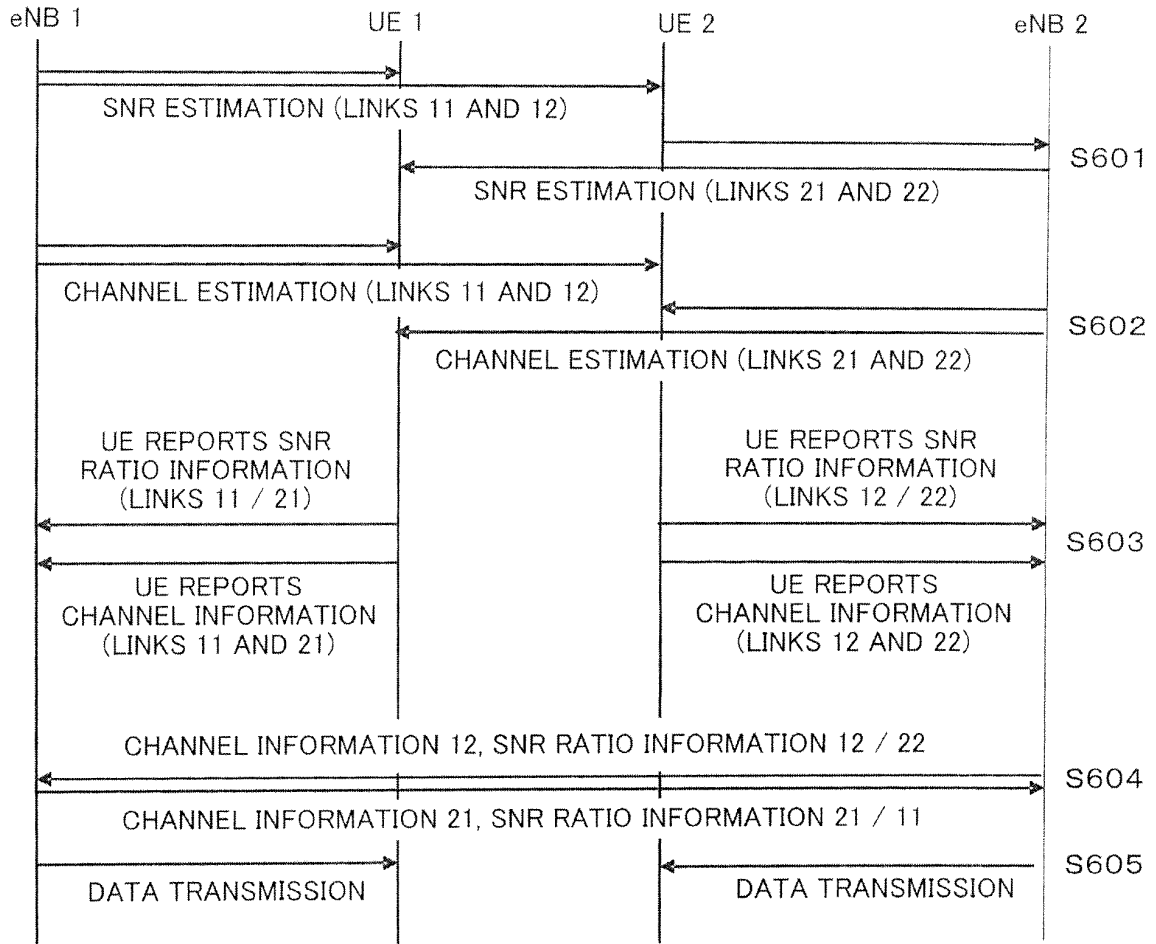 eNB 1
UE 1
UE 2
eNB 2
SNR ESTIMATION (LINKS 11 AND 12)
S601
SNR ESTIMATION (LINKS 21 AND 22)
CHANNEL ESTIMATION (LINKS 11 AND 12)
S602
CHANNEL ESTIMATION (LINKS 21 AND 22)
UE REPORTS SNR
RATIO INFORMATION
(LINKS 11 / 21)
UE REPORTS SNR
RATIO INFORMATION
(LINKS 12 / 22)
S603
UE REPORTS
CHANNEL INFORMATION
(LINKS 11 AND 21)
UE REPORTS
CHANNEL INFORMATION
(LINKS 12 AND 22)
CHANNEL INFORMATION 12, SNR RATIO INFORMATION 12 / 22
S604
CHANNEL INFORMATION 21, SNR RATIO INFORMATION 21 / 11
S605
DATA TRANSMISSION
DATA TRANSMISSION